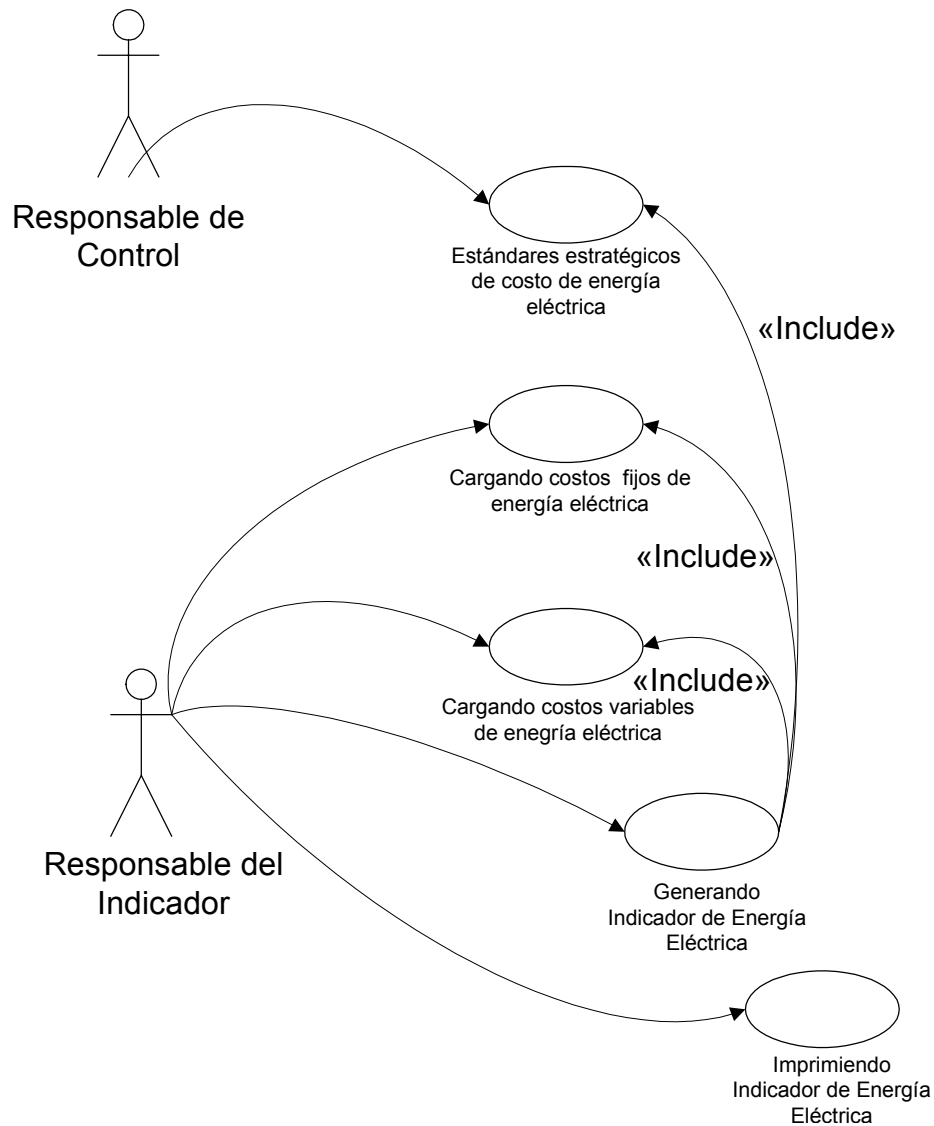 Responsable de
Control
Estándares estratégicos
de costo de energía
eléctrica
«Include»
Cargando costos  fijos de
energía eléctrica
«Include»
«Include»
Cargando costos variables
de enegría eléctrica
Responsable del
Indicador
Generando
Indicador de Energía
Eléctrica
Imprimiendo
Indicador de Energía
Eléctrica